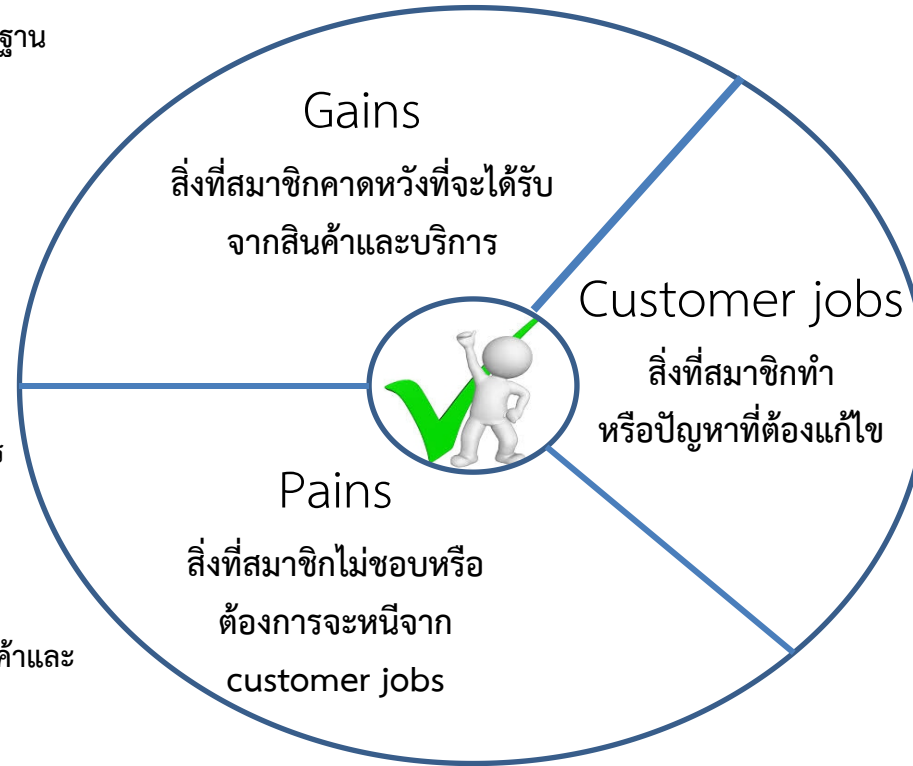 ฐาน
Gains
สิ่งที่สมาชิกคาดหวังที่จะได้รับ
จากสินค้าและบริการ
Customer jobs
สิ่งที่สมาชิกทำ
หรือปัญหาที่ต้องแก้ไข
ร
Pains
สิ่งที่สมาชิกไม่ชอบหรือ
ต้องการจะหนีจาก
customer jobs
ค้าและ